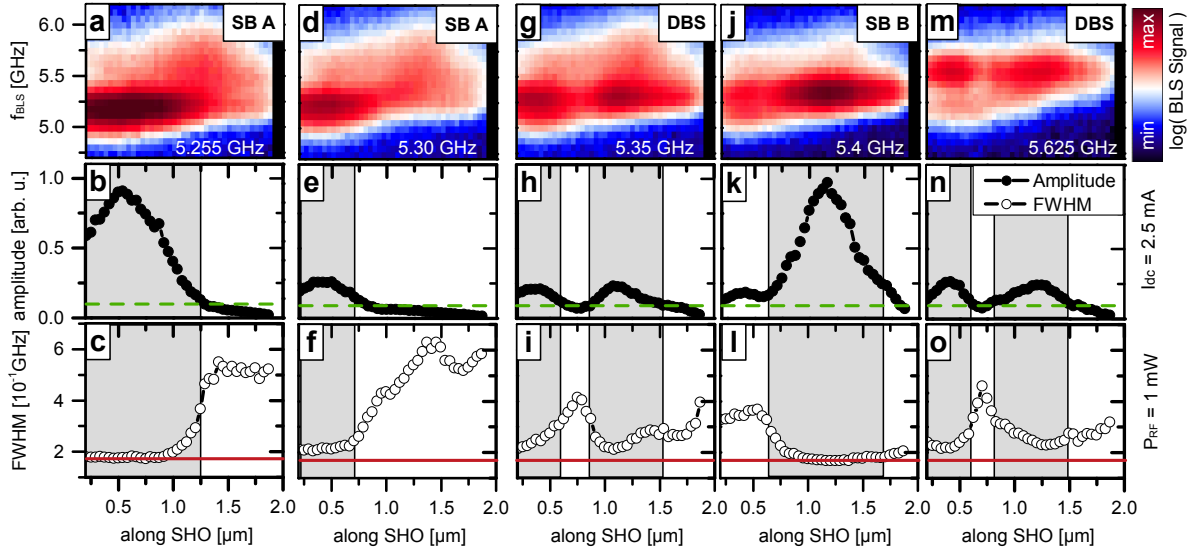 a SB A d SB A g DBS j SB B m DBS
f_BLS [GHz]
6.0
5.5
5.0
5.255 GHz 5.30 GHz 5.35 GHz 5.4 GHz 5.625 GHz
min max
log( BLS Signal)
b e h k n
amplitude [arb. u.]
1.0
0.5
0.0
Amplitude
FWHM
I_dc = 2.5 mA
c f i l o
FWHM [10⁻¹GHz]
6
4
2
P_RF = 1 mW
0.5 1.0 1.5 2.0 0.5 1.0 1.5 2.0 0.5 1.0 1.5 2.0 0.5 1.0 1.5 2.0 0.5 1.0 1.5 2.0
along SHO [µm] along SHO [µm] along SHO [µm] along SHO [µm] along SHO [µm]